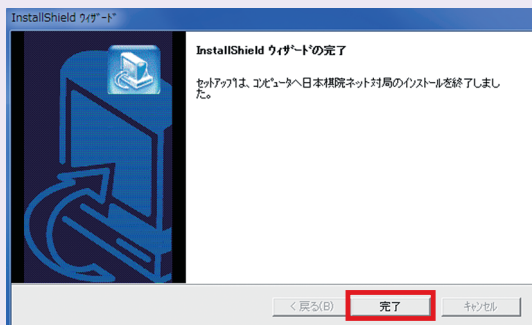 InstallShield ｳｨｻﾞｰﾄﾞ
InstallShield ｳｨｻﾞｰﾄﾞの完了
ｾｯﾄｱｯﾌﾟは、ｺﾝﾋﾟｭｰﾀへ日本棋院ネット対局のｲﾝｽﾄｰﾙを終了しまし
た。
< 戻る(B)
完了
ｷｬﾝｾﾙ